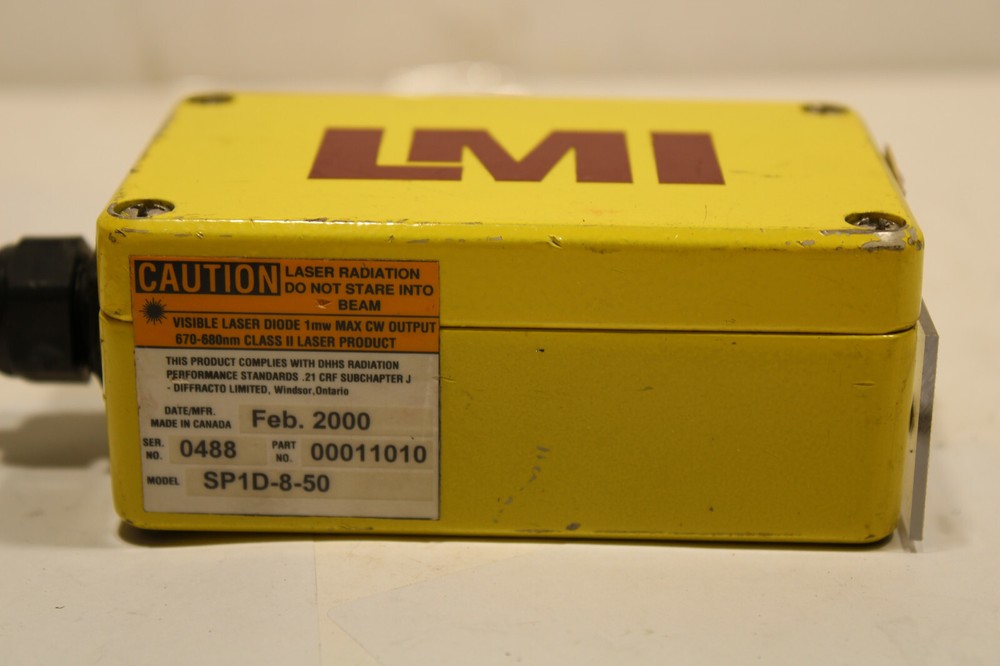 LMI
CAUTION LASER RADIATION
DO NOT STARE INTO
BEAM
VISIBLE LASER DIODE 1mw MAX CW OUTPUT
670-680nm CLASS II LASER PRODUCT
THIS PRODUCT COMPLIES WITH DHHS RADIATION
PERFORMANCE STANDARDS .21 CRF SUBCHAPTER J
- DIFFRACTO LIMITED, Windsor,Ontario
DATE/MFR.
MADE IN CANADA Feb. 2000
SER. NO. 0488 PART NO. 00011010
MODEL SP1D-8-50